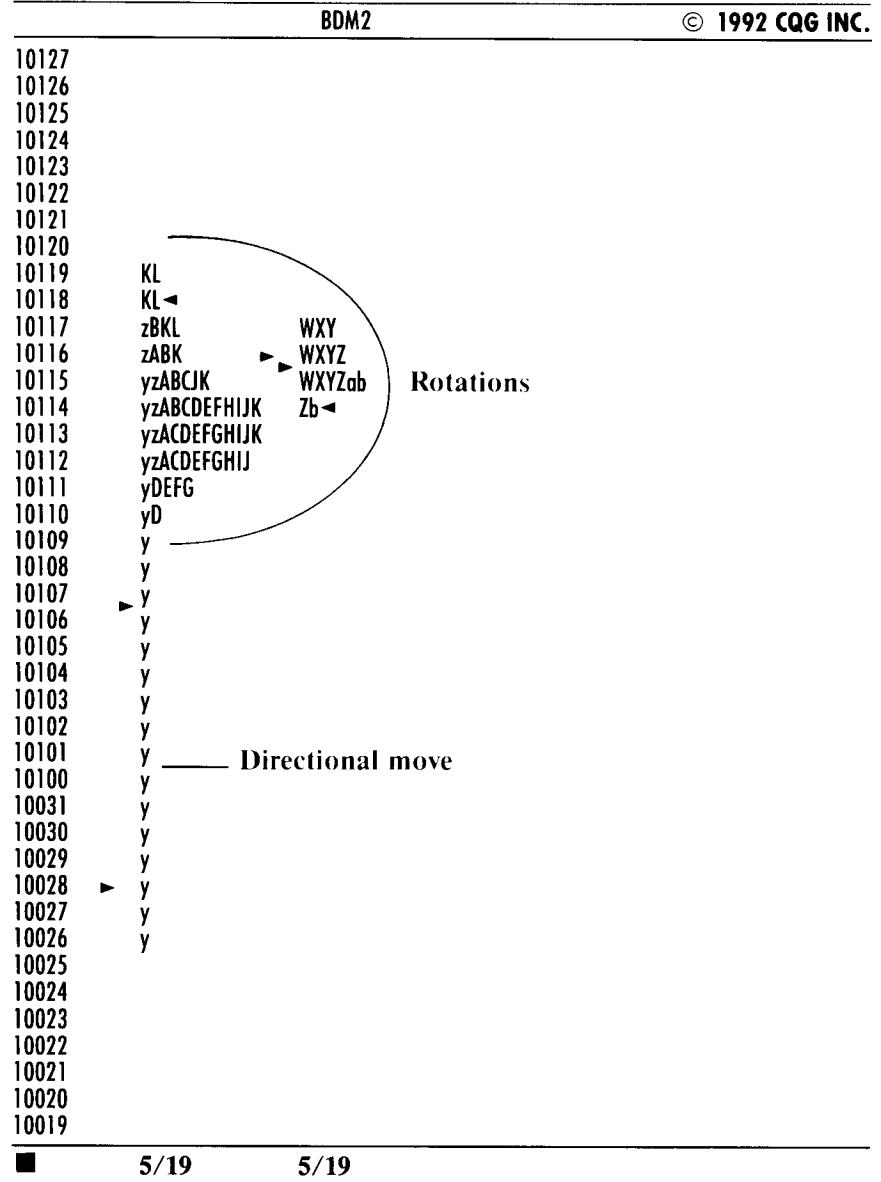 BDM2 © 1992 CQG INC.
10127
10126
10125
10124
10123
10122
10121
10120
10119 KL
10118 KL◄
10117 zBKL WXY
10116 zABK ► WXYZ
10115 yzABCJK ► WXYZab Rotations
10114 yzABCDEFHIJK Zb◄
10113 yzACDEFGHIJK
10112 yzACDEFGHIJ
10111 yDEFG
10110 yD
10109 y
10108 y
10107 y
10106 ► y
10105 y
10104 y
10103 y
10102 y
10101 y Directional move
10100 y
10031 y
10030 y
10029 y
10028 ► y
10027 y
10026 y
10025
10024
10023
10022
10021
10020
10019
■ 5/19 5/19